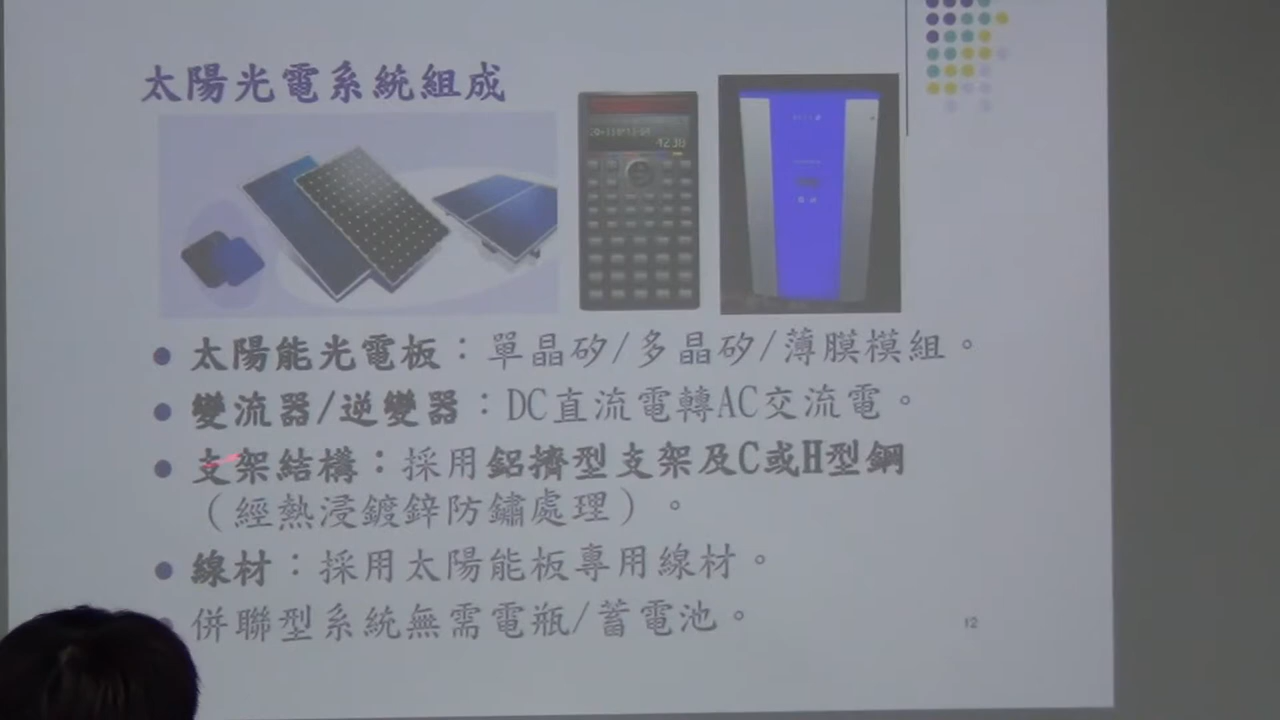 太陽光電系統組成
太陽能光電板：單晶矽/多晶矽/薄膜模組。
變流器/逆變器：DC直流電轉AC交流電。
支架結構：採用鋁擠型支架及C或H型鋼
（經熱浸鍍鋅防鏽處理）。
線材：採用太陽能板專用線材。
併聯型系統無需電瓶/蓄電池。
12